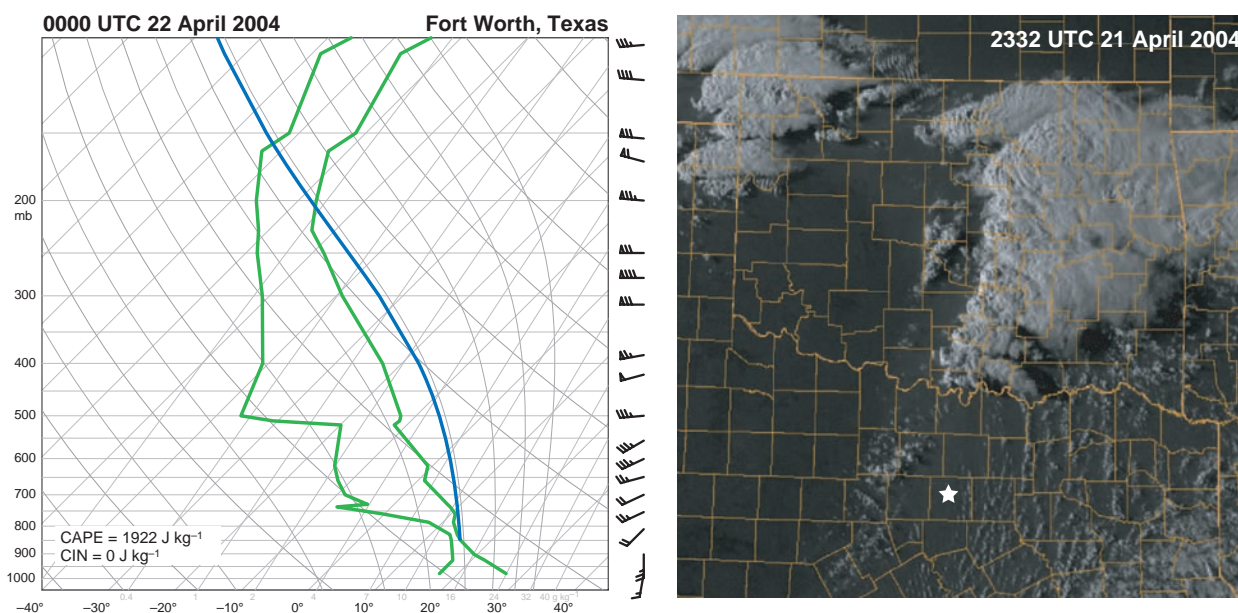 0000 UTC 22 April 2004 Fort Worth, Texas
2332 UTC 21 April 2004
200
mb
300
400
500
600
700
800
900
1000
CAPE = 1922 J kg⁻¹
CIN = 0 J kg⁻¹
0.4 1 2 4 7 10 16 24 32 40 g kg⁻¹
–40° –30° –20° –10° 0° 10° 20° 30° 40°